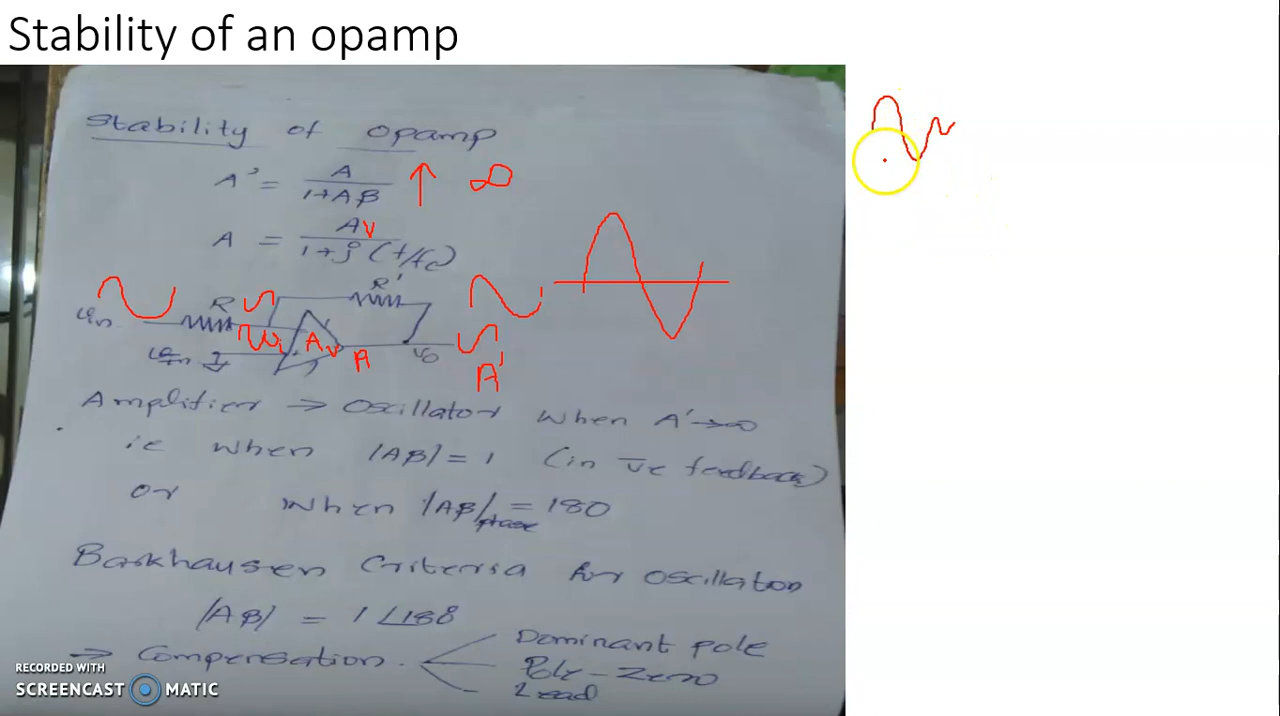 Stability of an opamp
Stability of opamp
A' = A / 1+Aβ ↑ ∞
A = Av / 1+j(f/fc)
R'
R
Vin
Vi
Av
A
Vo
A'
Amplifier → Oscillator when A'→∞
ie when |Aβ| = 1 (in -ve feedback)
or when |Aβ|phase = 180
Barkhausen Criteria for oscillation
|Aβ| = 1∠180
→ Compensation.
Dominant pole
Pole-Zero
Lead
RECORDED WITH
SCREENCAST MATIC